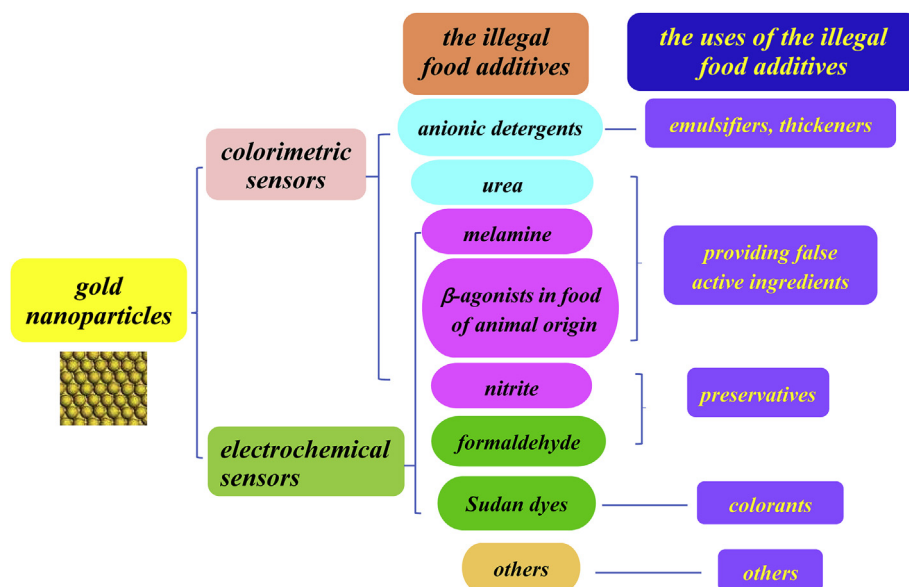 the illegal
food additives
the uses of the illegal
food additives
anionic detergents
emulsifiers, thickeners
colorimetric
sensors
urea
melamine
providing false
active ingredients
gold
nanoparticles
β-agonists in food
of animal origin
nitrite
preservatives
formaldehyde
electrochemical
sensors
Sudan dyes
colorants
others
others